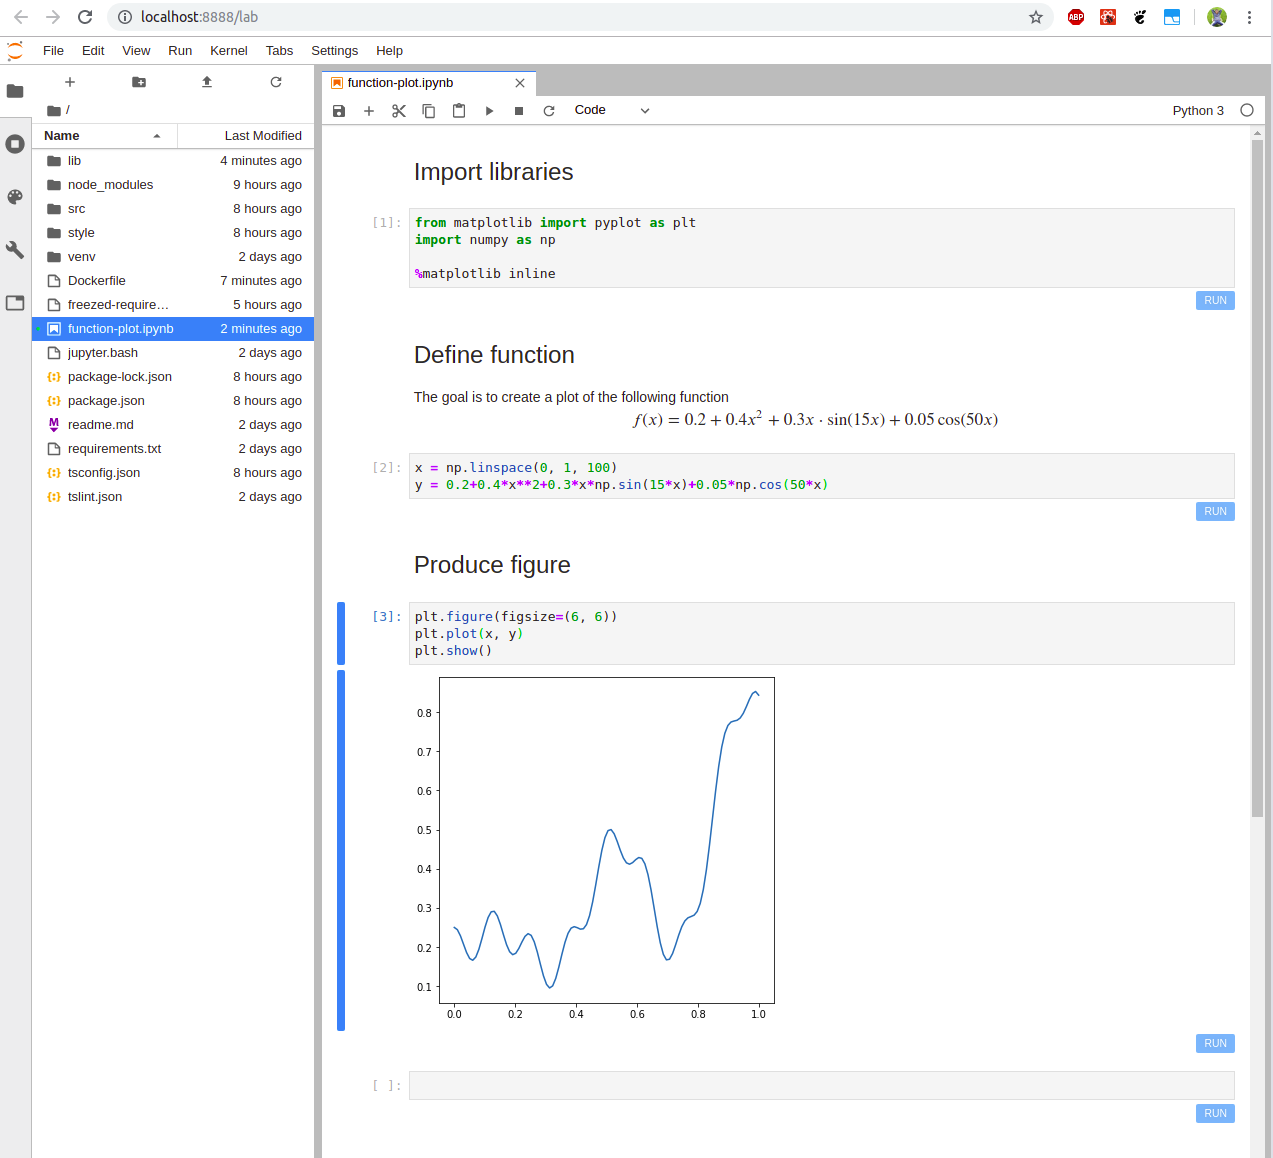 localhost:8888/lab
ABP
File Edit View Run Kernel Tabs Settings Help
function-plot.ipynb
/
Code
Python 3
Name Last Modified
lib 4 minutes ago
node_modules 9 hours ago
src 8 hours ago
style 8 hours ago
venv 2 days ago
Dockerfile 7 minutes ago
freezed-require... 5 hours ago
function-plot.ipynb 2 minutes ago
jupyter.bash 2 days ago
{:} package-lock.json 8 hours ago
{:} package.json 8 hours ago
M readme.md 2 days ago
requirements.txt 2 days ago
{:} tsconfig.json 8 hours ago
{:} tslint.json 2 days ago
Import libraries
[1]: from matplotlib import pyplot as plt
import numpy as np
%matplotlib inline
RUN
Define function
The goal is to create a plot of the following function
f(x) = 0.2 + 0.4x² + 0.3x · sin(15x) + 0.05 cos(50x)
[2]: x = np.linspace(0, 1, 100)
y = 0.2+0.4*x**2+0.3*x*np.sin(15*x)+0.05*np.cos(50*x)
RUN
Produce figure
[3]: plt.figure(figsize=(6, 6))
plt.plot(x, y)
plt.show()
0.8
0.7
0.6
0.5
0.4
0.3
0.2
0.1
0.0 0.2 0.4 0.6 0.8 1.0
RUN
[ ]:
RUN